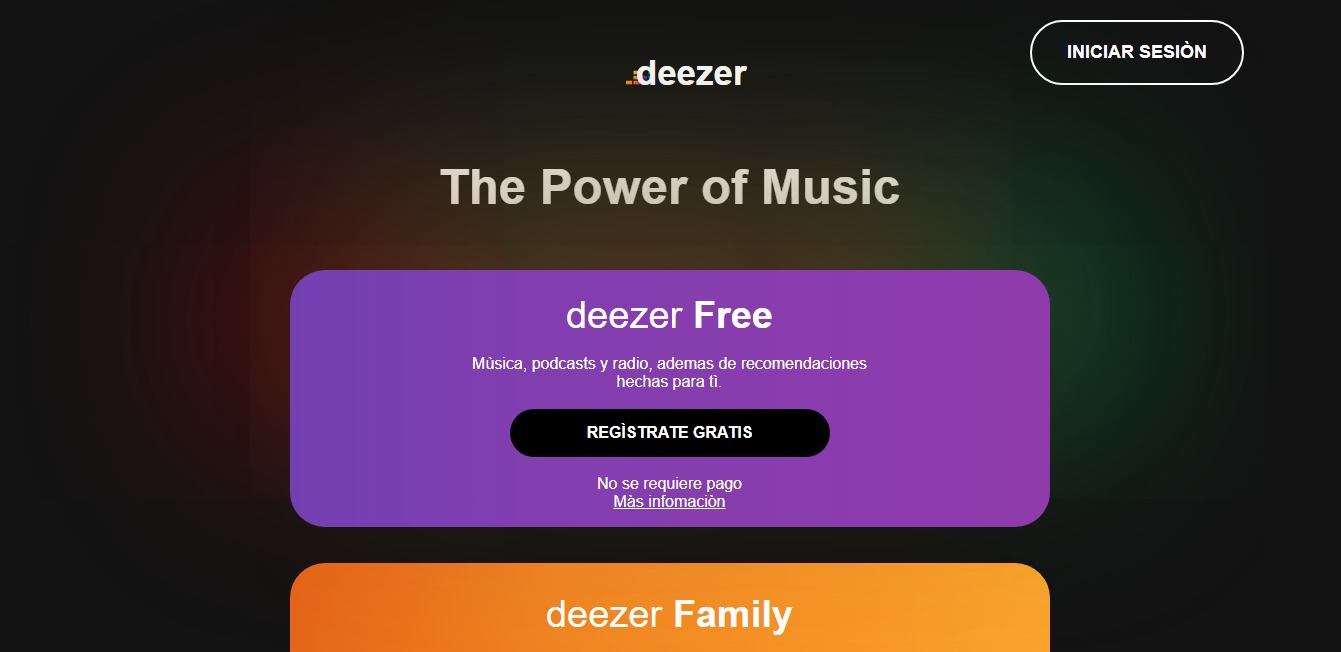 INICIAR SESIÒN
deezer
The Power of Music
deezer Free
Mùsica, podcasts y radio, ademas de recomendaciones
hechas para tì.
REGÌSTRATE GRATIS
No se requiere pago
Màs infomaciòn
deezer Family